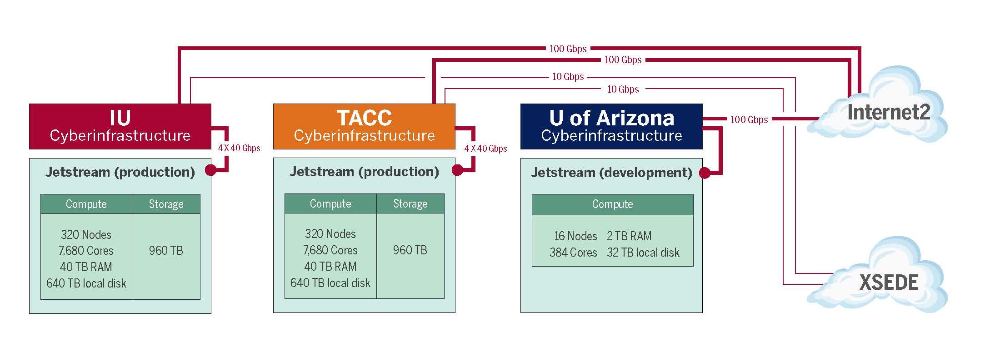 100 Gbps
100 Gbps
10 Gbps
10 Gbps
IU
Cyberinfrastructure
4 X 40 Gbps
Jetstream (production)
Compute
Storage
320 Nodes
7,680 Cores
40 TB RAM
640 TB local disk
960 TB
TACC
Cyberinfrastructure
4 X 40 Gbps
Jetstream (production)
Compute
Storage
320 Nodes
7,680 Cores
40 TB RAM
640 TB local disk
960 TB
U of Arizona
Cyberinfrastructure
100 Gbps
Jetstream (development)
Compute
16 Nodes 2 TB RAM
384 Cores 32 TB local disk
Internet2
XSEDE